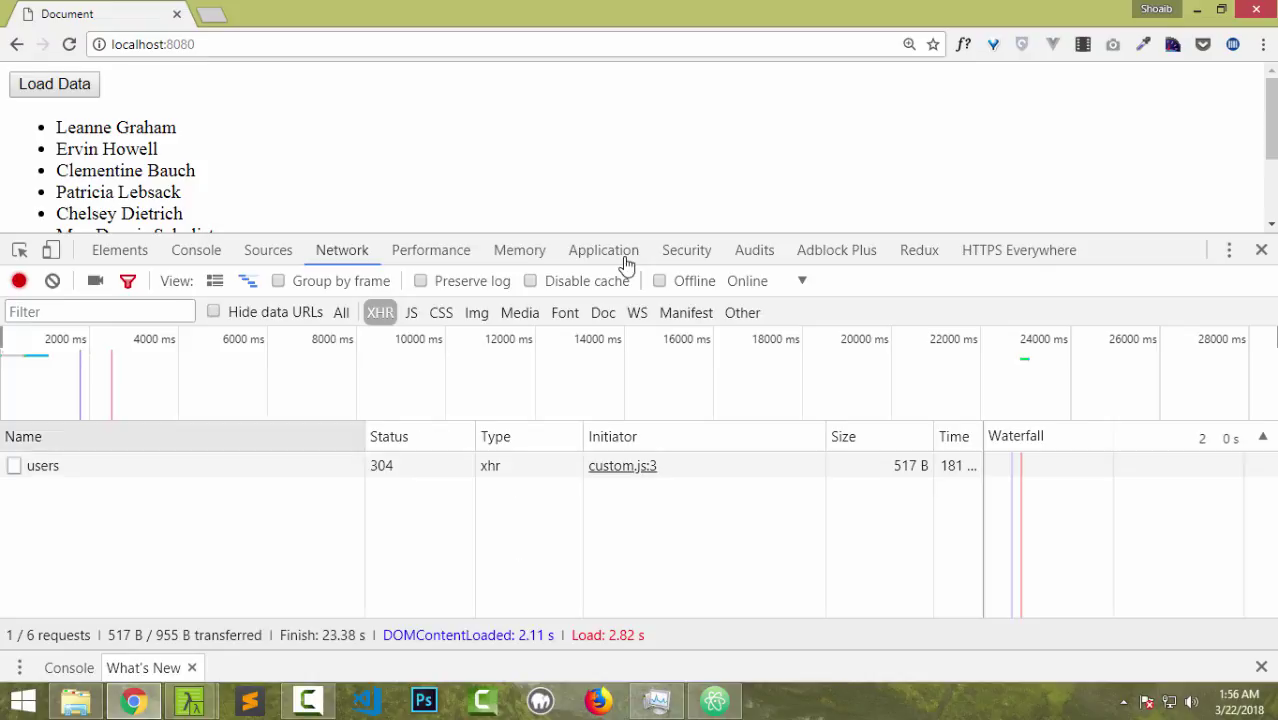 Document
Shoaib
localhost:8080
f?
Load Data
Leanne Graham
Ervin Howell
Clementine Bauch
Patricia Lebsack
Chelsey Dietrich
Elements Console Sources Network Performance Memory Application Security Audits Adblock Plus Redux HTTPS Everywhere
View: Group by frame Preserve log Disable cache Offline Online
Filter Hide data URLs All XHR JS CSS Img Media Font Doc WS Manifest Other
2000 ms 4000 ms 6000 ms 8000 ms 10000 ms 12000 ms 14000 ms 16000 ms 18000 ms 20000 ms 22000 ms 24000 ms 26000 ms 28000 ms
Name Status Type Initiator Size Time Waterfall 2 0 s
users 304 xhr custom.js:3 517 B 181 ...
1 / 6 requests | 517 B / 955 B transferred | Finish: 23.38 s | DOMContentLoaded: 2.11 s | Load: 2.82 s
Console What's New
Ps
1:56 AM
3/22/2018